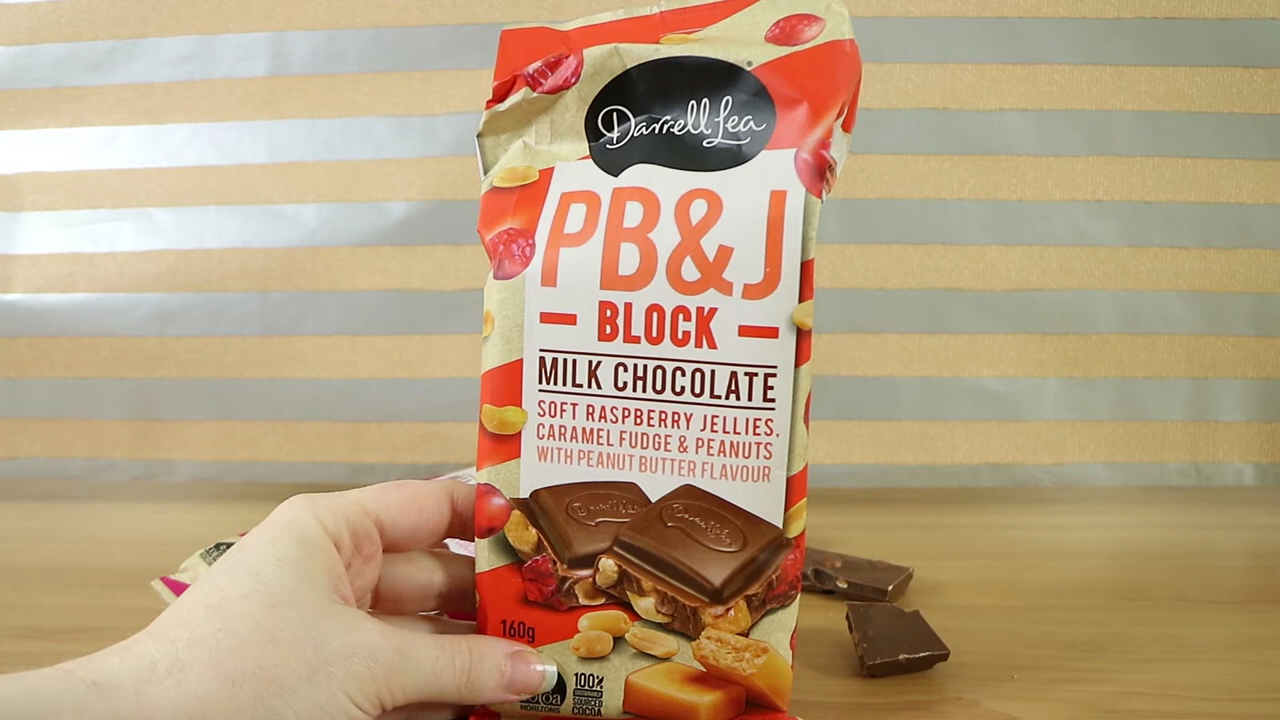 Darrell Lea
PB&J
BLOCK
MILK CHOCOLATE
SOFT RASPBERRY JELLIES,
CARAMEL FUDGE & PEANUTS
WITH PEANUT BUTTER FLAVOUR
160g
HORIZONS
100%
SUSTAINABLY
SOURCED
COCOA